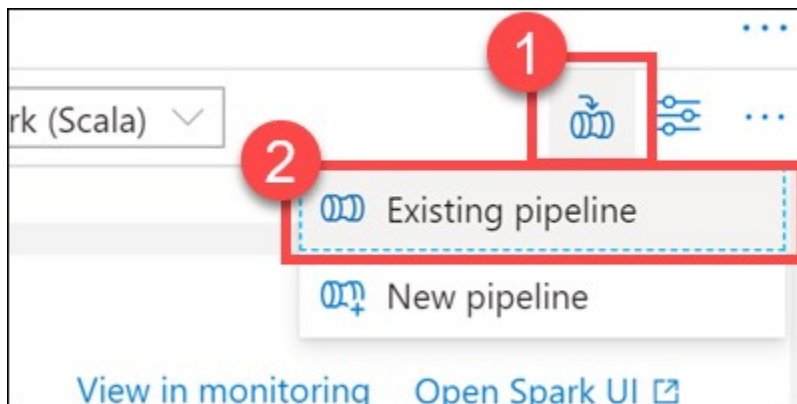 1
rk (Scala)
2
Existing pipeline
New pipeline
View in monitoring Open Spark UI